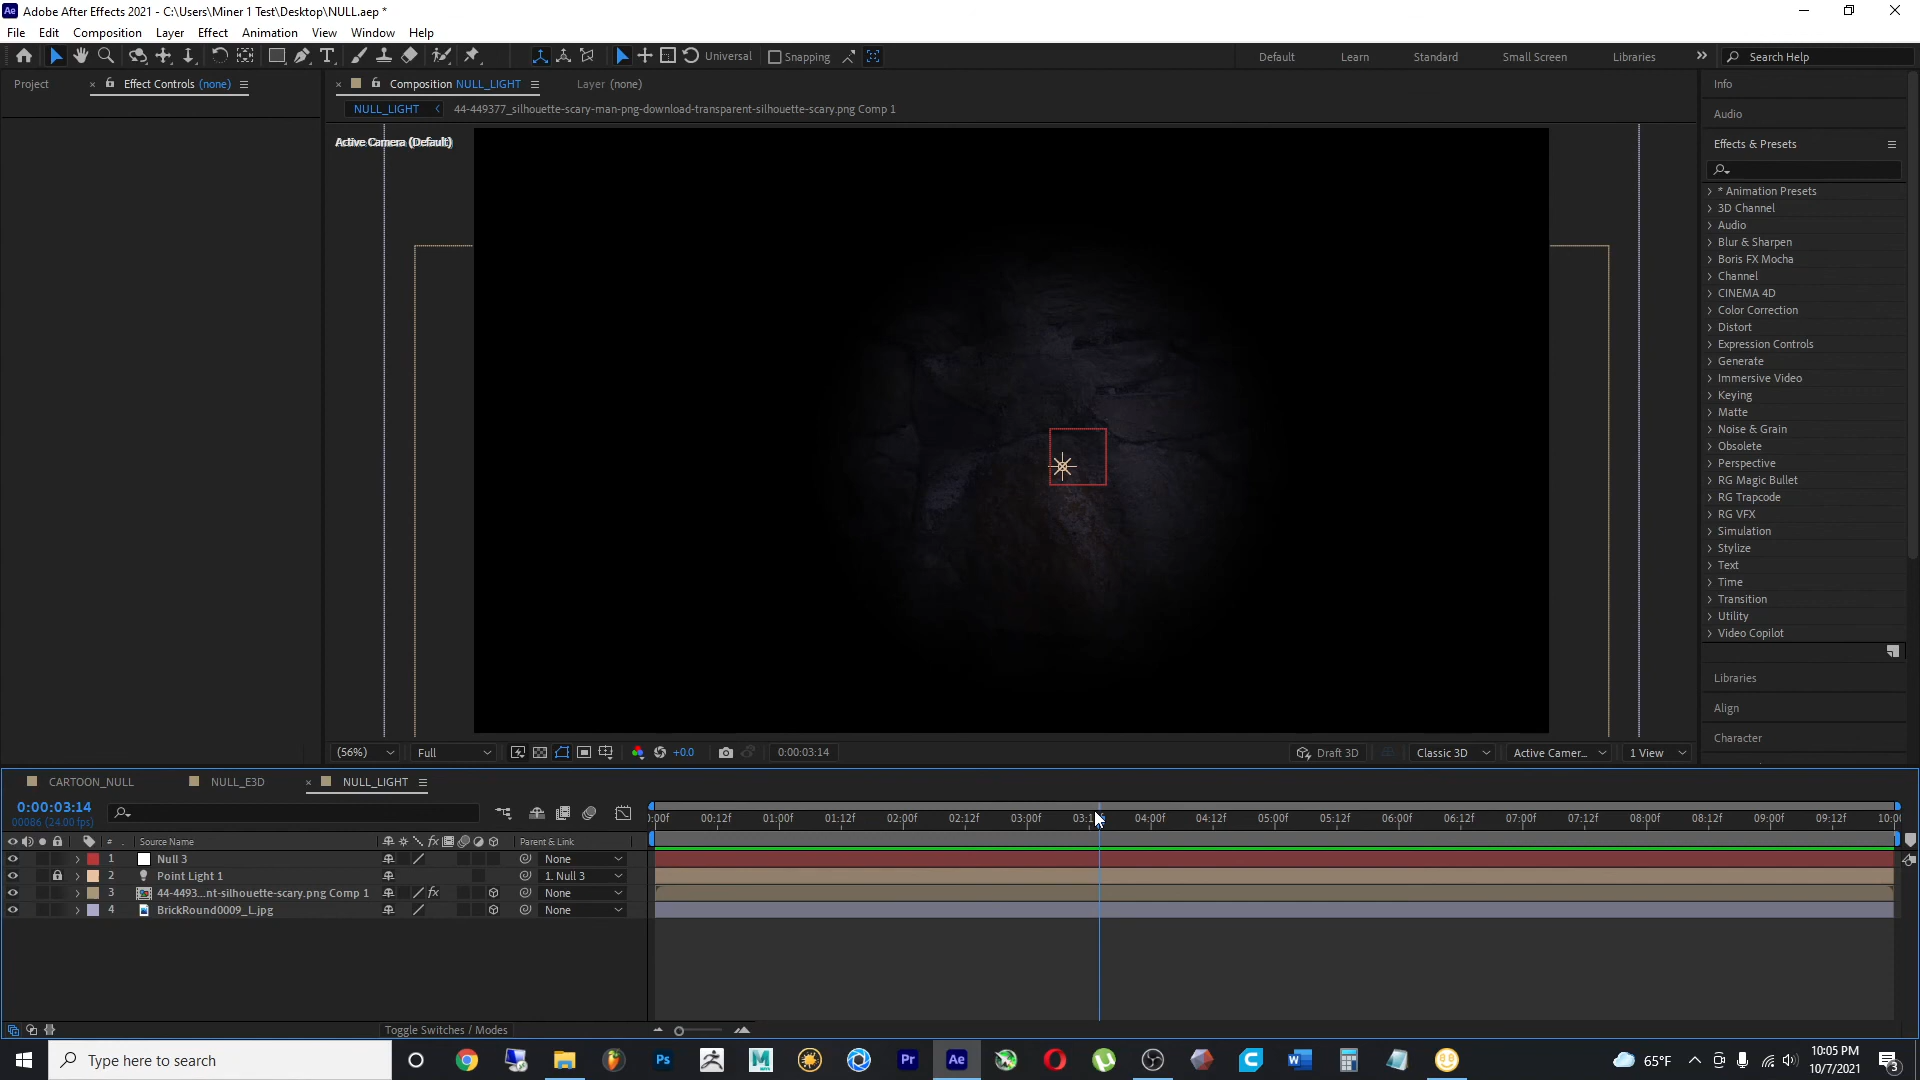 Adobe After Effects 2021 - C:\Users\Miner 1 Test\Desktop\NULL.aep *
File Edit Composition Layer Effect Animation View Window Help
Universal Snapping Default Learn Standard Small Screen Libraries Search Help
Project Effect Controls (none) Composition NULL_LIGHT Layer (none) Info
NULL_LIGHT 44-449377_silhouette-scary-man-png-download-transparent-silhouette-scary.png Comp 1
Audio
Active Camera (Default)
Effects & Presets
* Animation Presets
3D Channel
Audio
Blur & Sharpen
Boris FX Mocha
Channel
CINEMA 4D
Color Correction
Distort
Expression Controls
Generate
Immersive Video
Keying
Matte
Noise & Grain
Obsolete
Perspective
RG Magic Bullet
RG Trapcode
RG VFX
Simulation
Stylize
Text
Time
Transition
Utility
Video Copilot
Libraries
Align
Character
(56%) Full +0.0 0:00:03:14 Draft 3D Classic 3D Active Camer... 1 View
CARTOON_NULL NULL_E3D NULL_LIGHT
0:00:03:14
00086 (24.00 fps)
:00f 00:12f 01:00f 01:12f 02:00f 02:12f 03:00f 04:00f 04:12f 05:00f 05:12f 06:00f 06:12f 07:00f 07:12f 08:00f 08:12f 09:00f 09:12f 10:00
# Source Name fx Parent & Link
1 Null 3 None
2 Point Light 1 1. Null 3
3 44-4493...nt-silhouette-scary.png Comp 1 fx None
4 BrickRound0009_L.jpg None
Toggle Switches / Modes
Type here to search Ps Pr Ae 65°F 10:05 PM
10/7/2021
3